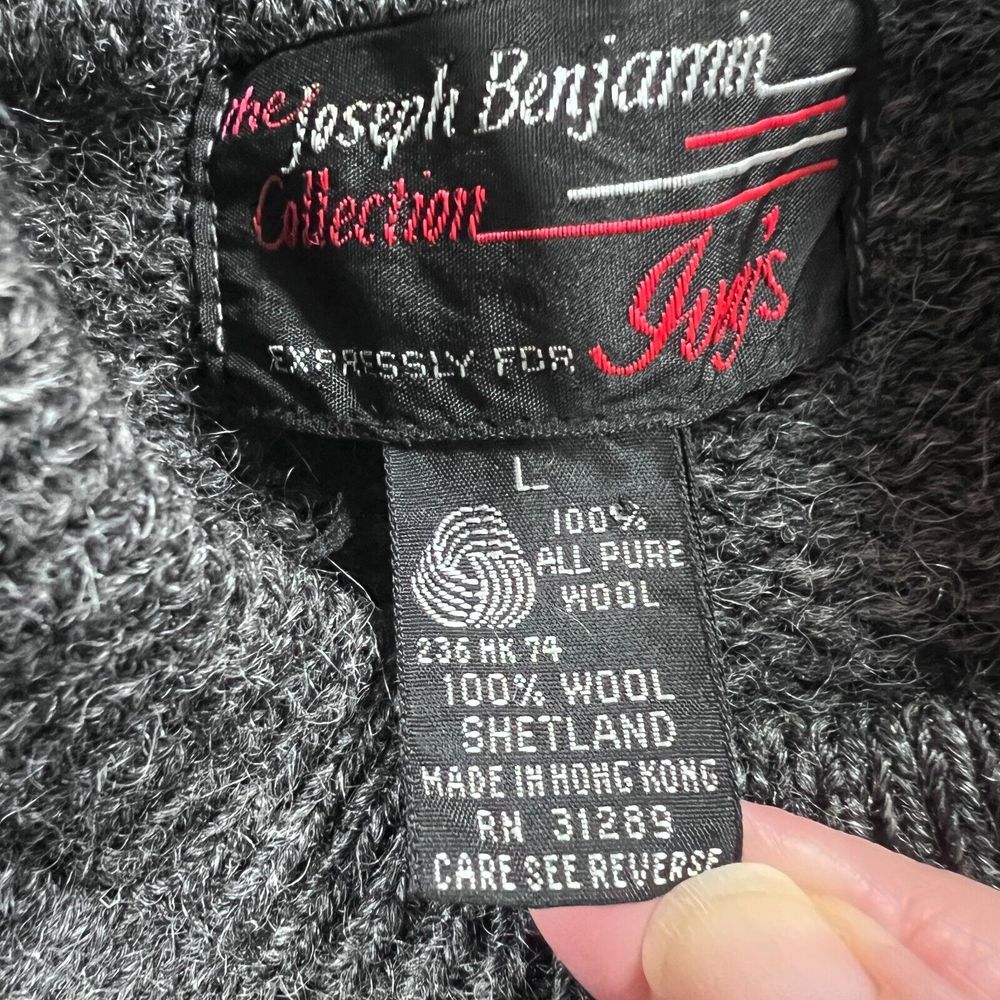 the Joseph Benjamin
Collection
EXPRESSLY FOR Judy's
L
100%
ALL PURE
WOOL
236 HK 74
100% WOOL
SHETLAND
MADE IN HONG KONG
RN 31289
CARE SEE REVERSE